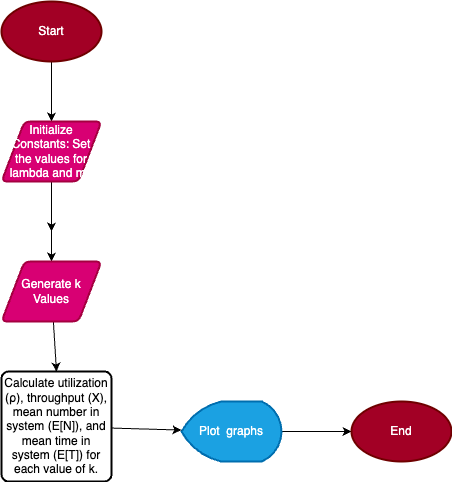 Start
Initialize
Constants: Set
the values for
lambda and
Generate k
Values
Calculate utilization
(ρ), throughput (X),
mean number in
system (E[N]), and
mean time in
system (E[T]) for
each value of k.
Plot graphs
End